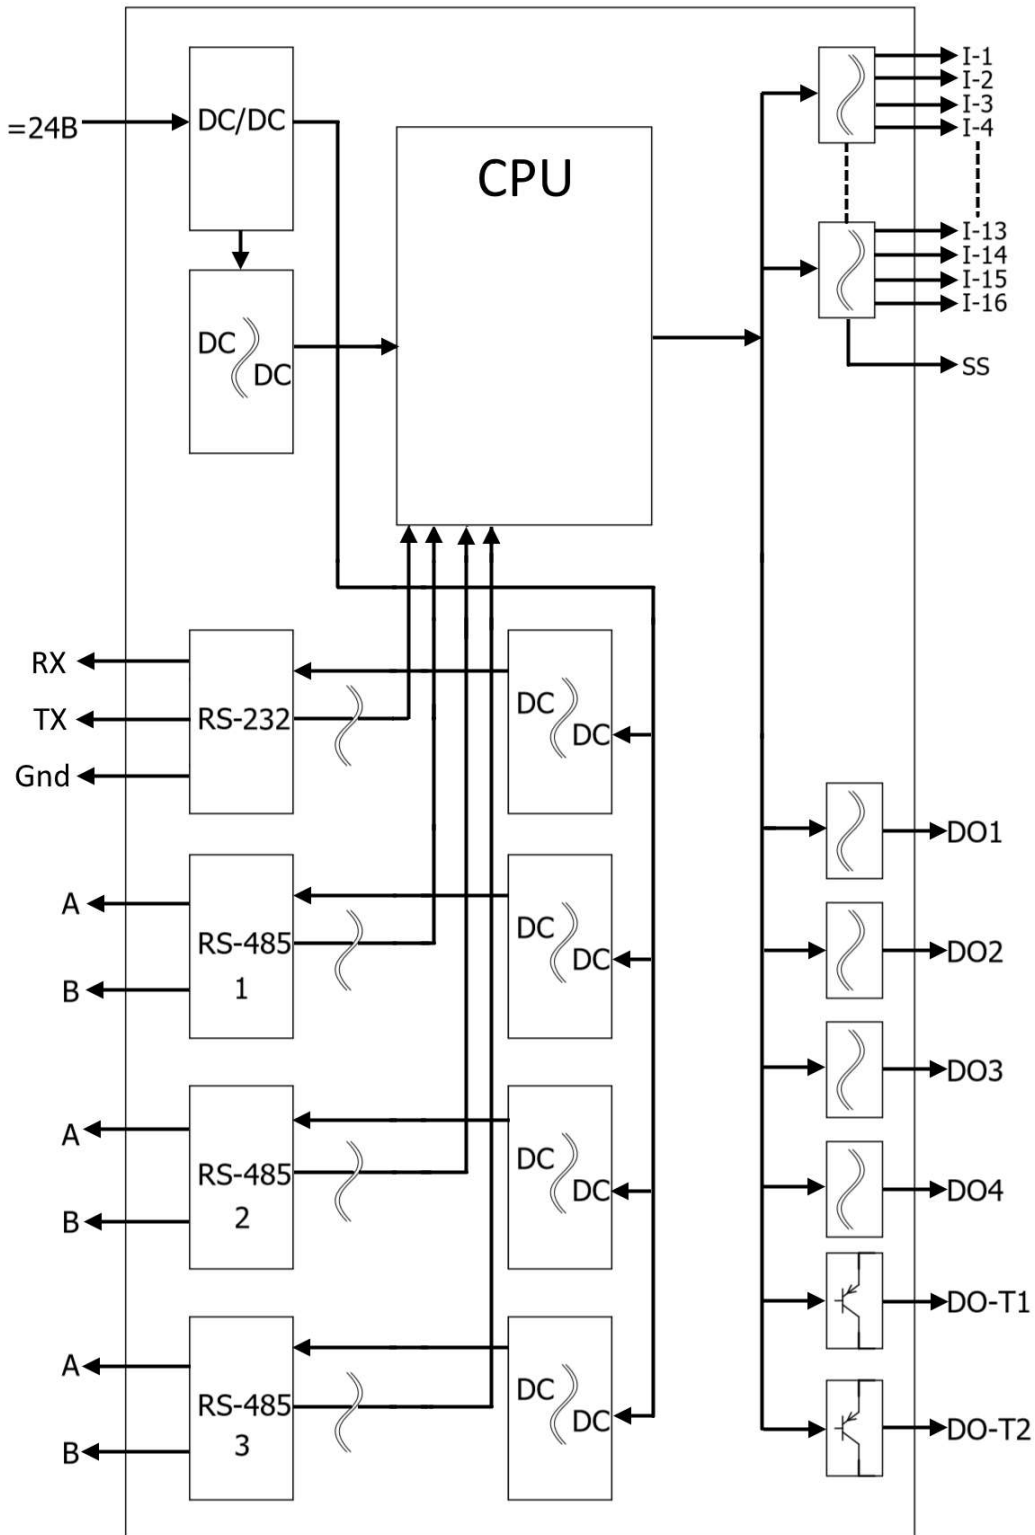 =24В
DC/DC
CPU
DC
DC
I-1
I-2
I-3
I-4
I-13
I-14
I-15
I-16
SS
RX
TX
Gnd
RS-232
DC
DC
A
B
RS-485
1
DC
DC
A
B
RS-485
2
DC
DC
A
B
RS-485
3
DC
DC
DO1
DO2
DO3
DO4
DO-T1
DO-T2